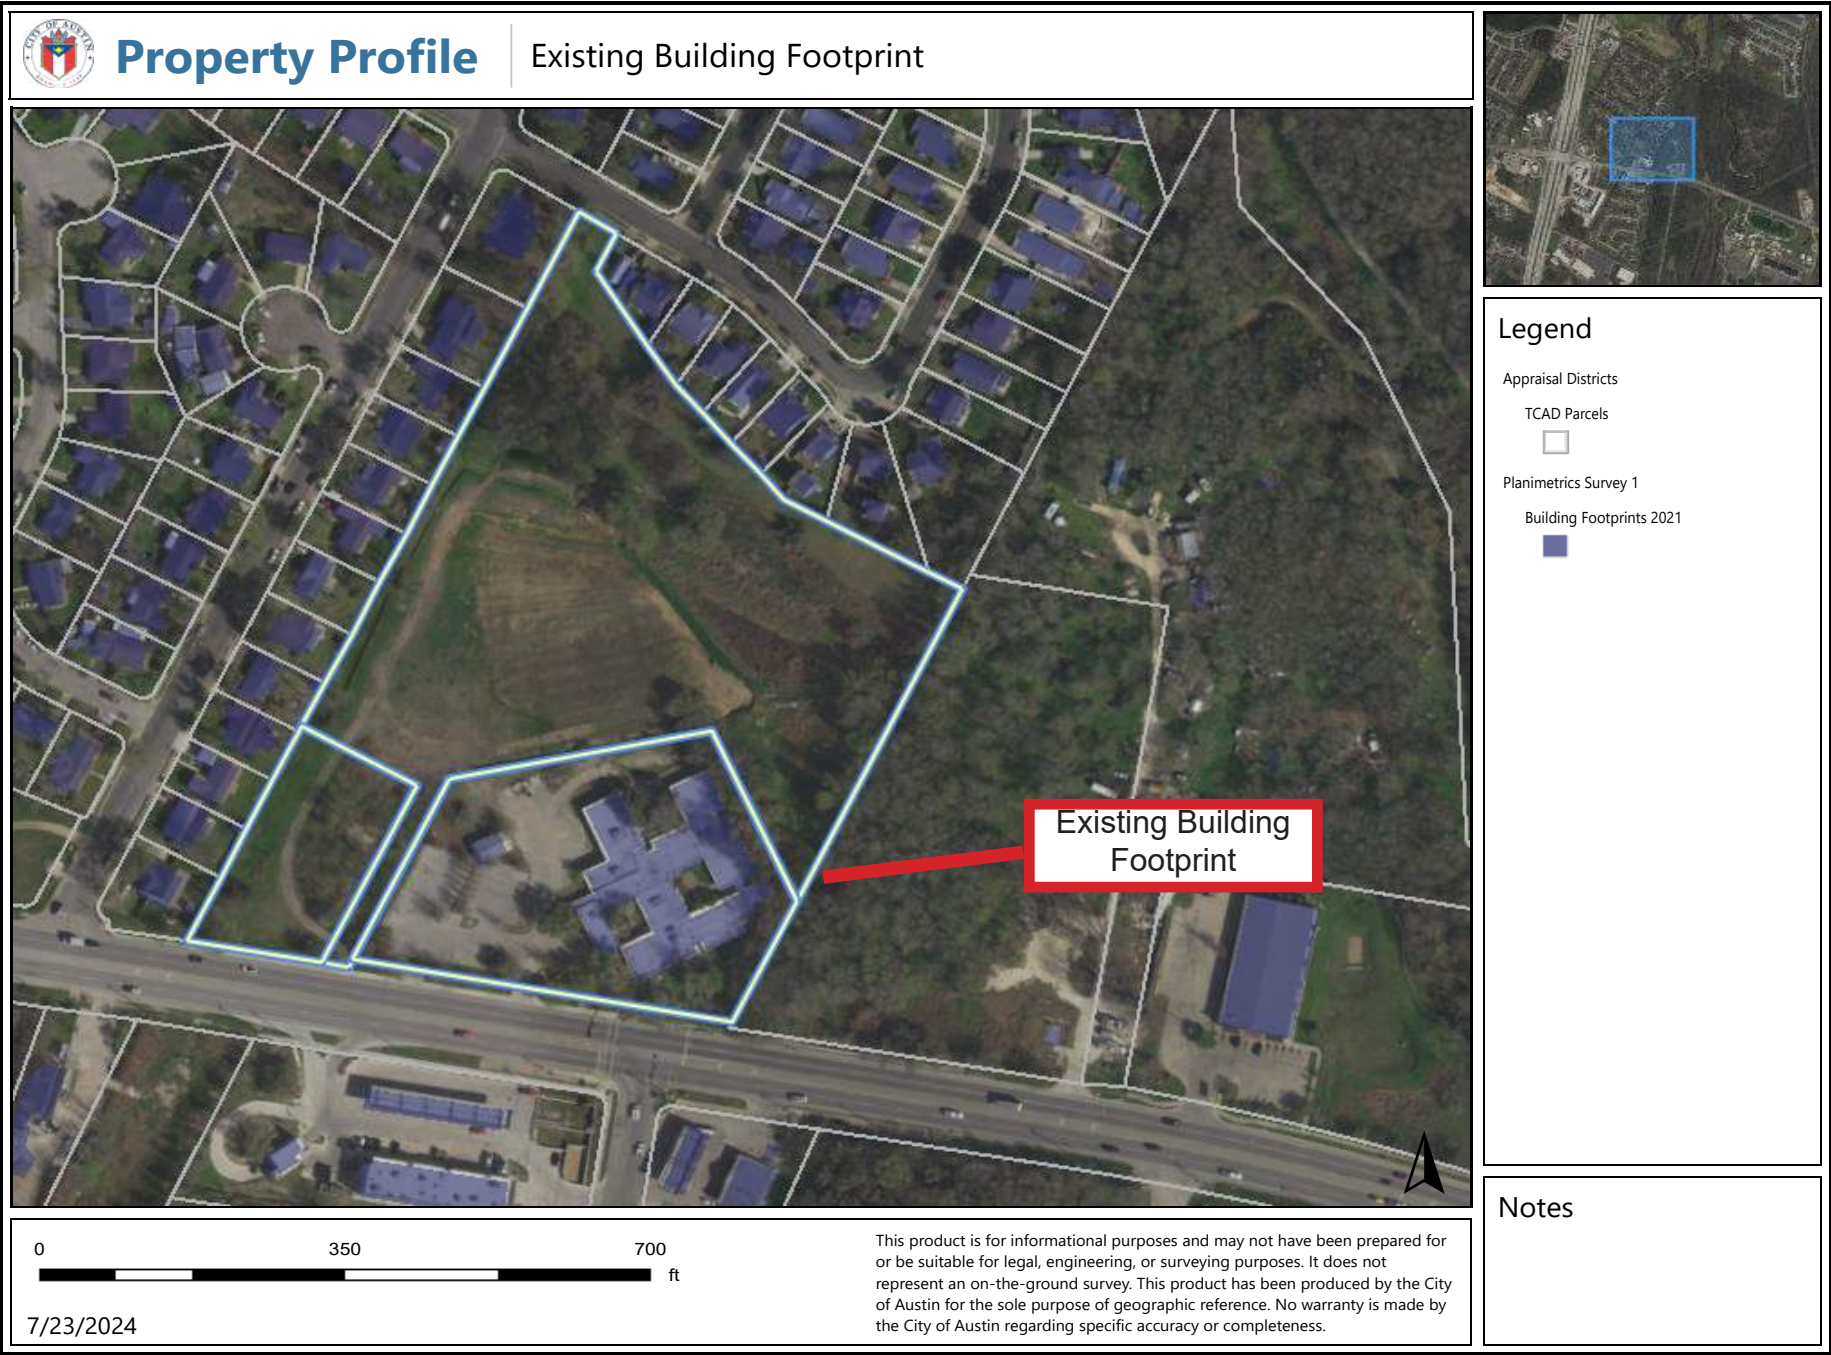 CITY OF AUSTIN
Property Profile
Existing Building Footprint
Existing Building
Footprint
Legend
Appraisal Districts
TCAD Parcels
Planimetrics Survey 1
Building Footprints 2021
Notes
0 350 700
ft
7/23/2024
This product is for informational purposes and may not have been prepared for
or be suitable for legal, engineering, or surveying purposes. It does not
represent an on-the-ground survey. This product has been produced by the City
of Austin for the sole purpose of geographic reference. No warranty is made by
the City of Austin regarding specific accuracy or completeness.